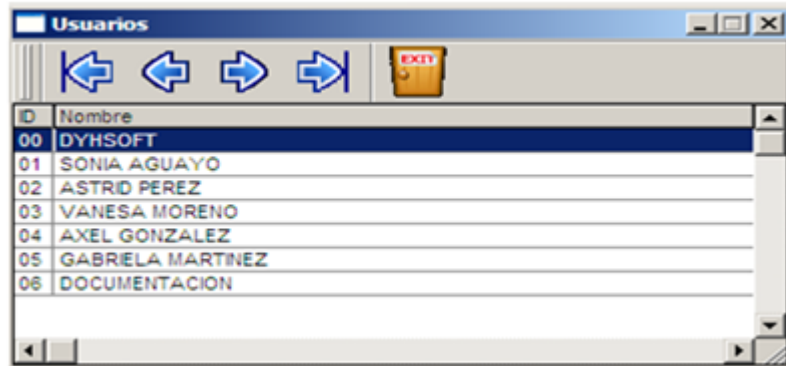 Usuarios
EXIT
ID Nombre
00 DYHSOFT
01 SONIA AGUAYO
02 ASTRID PEREZ
03 VANESA MORENO
04 AXEL GONZALEZ
05 GABRIELA MARTINEZ
06 DOCUMENTACION